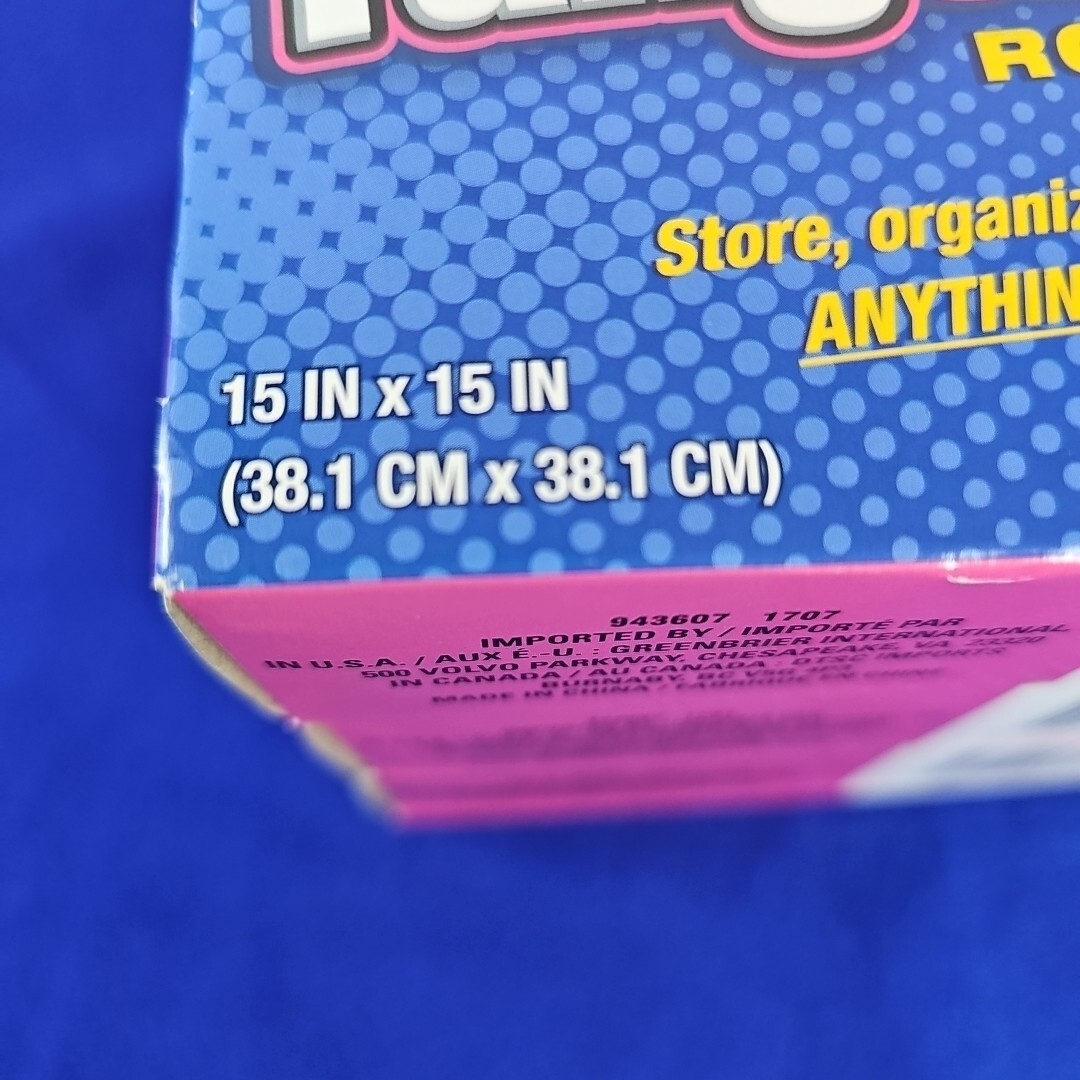 Store, organiz
ANYTHIN
15 IN x 15 IN
(38.1 CM x 38.1 CM)
943607 1707
IMPORTED BY / IMPORTÉ PAR
IN U.S.A. / AUX É.-U. : GREENBRIER INTERNATIONAL
500 VOLVO PARKWAY, CHESAPEAKE, VA 23320
IN CANADA / AU CANADA : DTSC IMPORTS
BURNABY, BC V5G
MADE IN CHINA / FABRIQUÉ EN CHINE